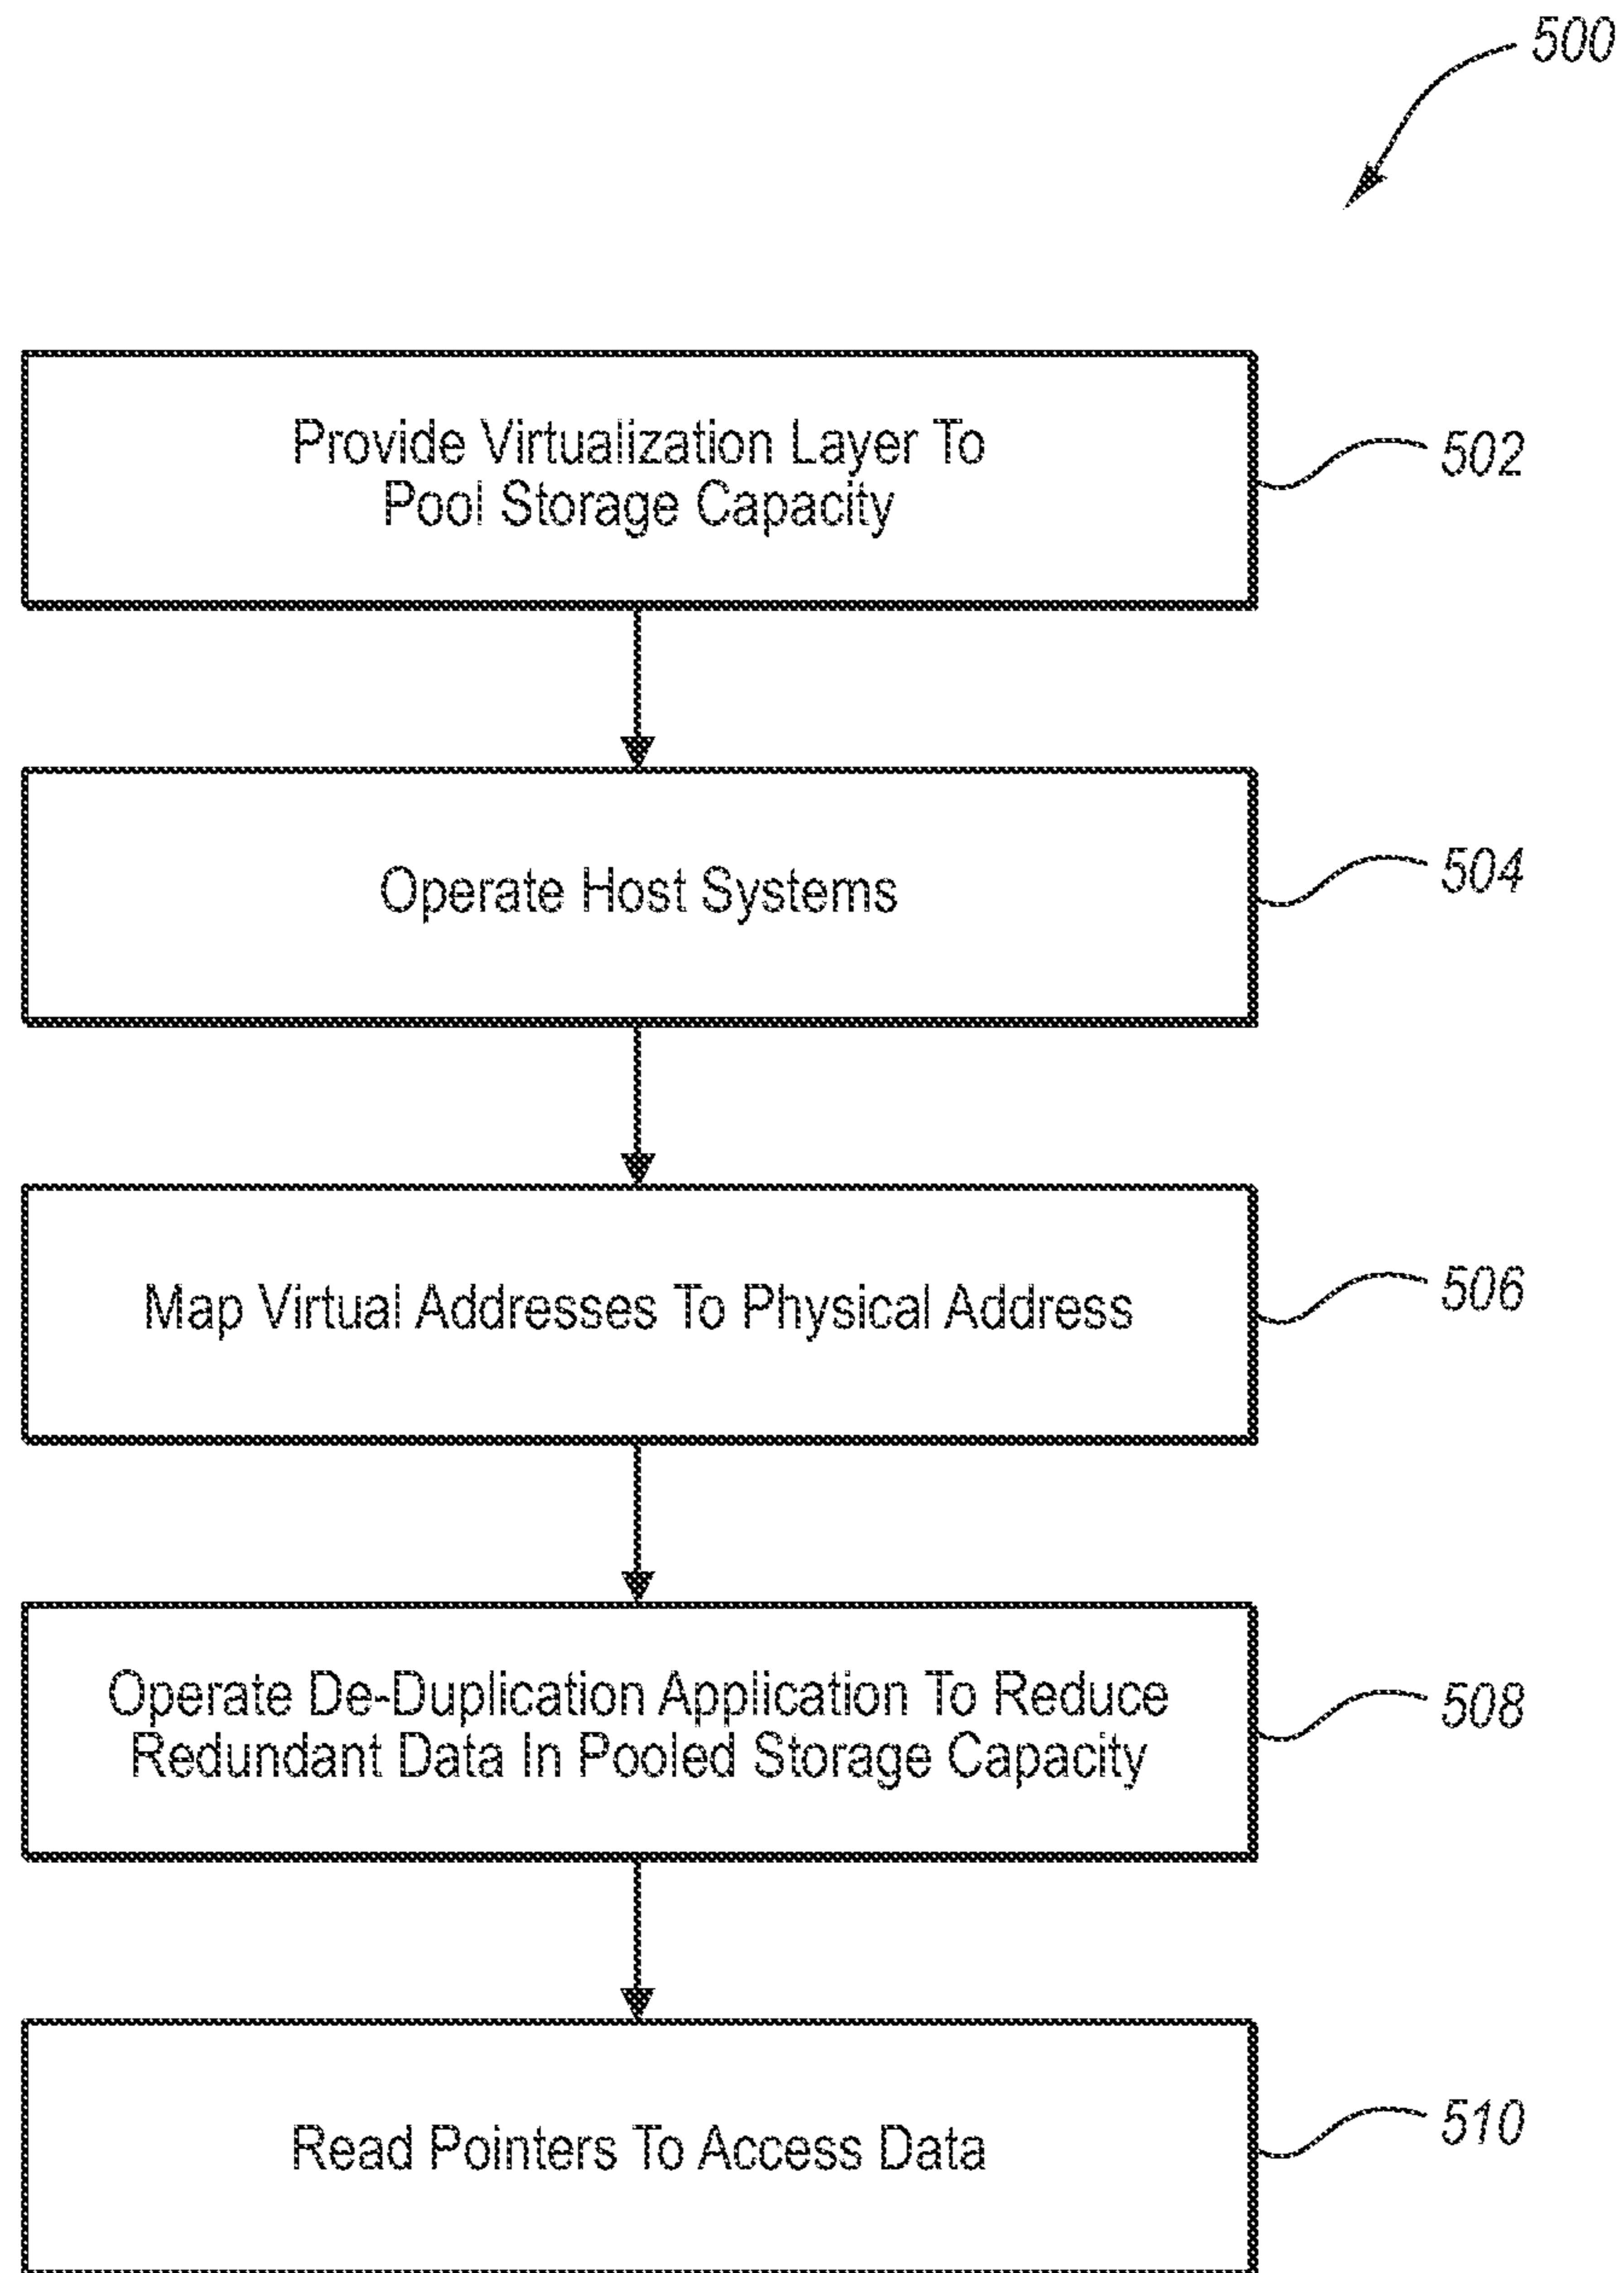 500
Provide Virtualization Layer To
Pool Storage Capacity
502
Operate Host Systems
504
Map Virtual Addresses To Physical Address
506
Operate De-Duplication Application To Reduce
Redundant Data In Pooled Storage Capacity
508
Read Pointers To Access Data
510